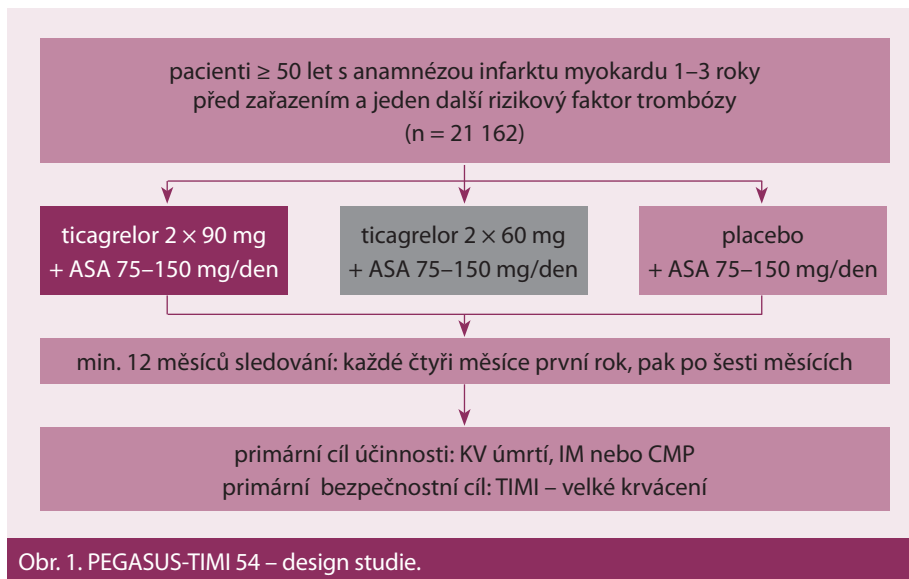 pacienti ≥ 50 let s anamnézou infarktu myokardu 1–3 roky
před zařazením a jeden další rizikový faktor trombózy
(n = 21 162)
ticagrelor 2 × 90 mg
+ ASA 75–150 mg/den
ticagrelor 2 × 60 mg
+ ASA 75–150 mg/den
placebo
+ ASA 75–150 mg/den
min. 12 měsíců sledování: každé čtyři měsíce první rok, pak po šesti měsících
primární cíl účinnosti: KV úmrtí, IM nebo CMP
primární bezpečnostní cíl: TIMI – velké krvácení
Obr. 1. PEGASUS-TIMI 54 – design studie.